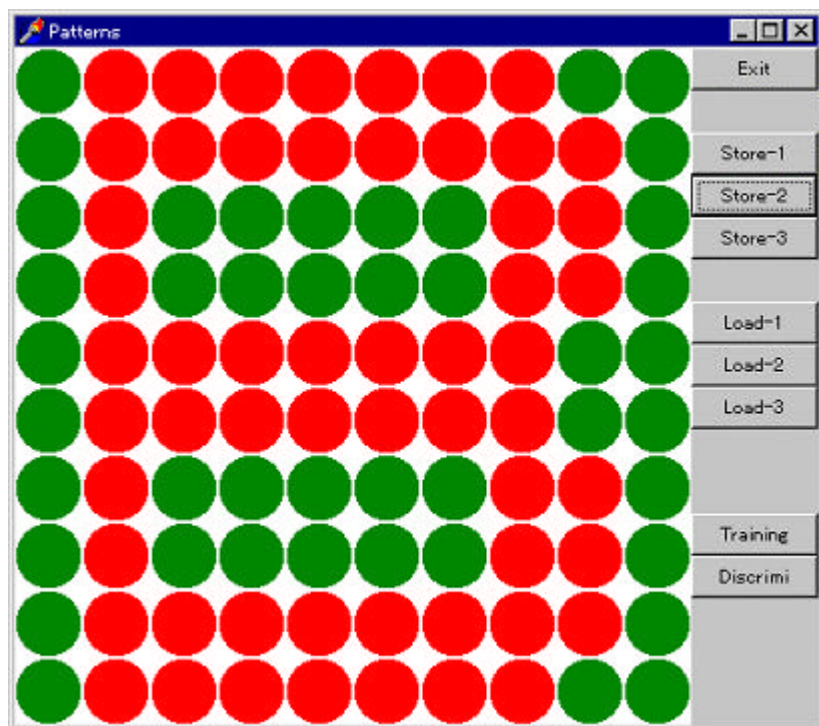 Patterns
Exit
Store-1
Store-2
Store-3
Load-1
Load-2
Load-3
Training
Discrimi